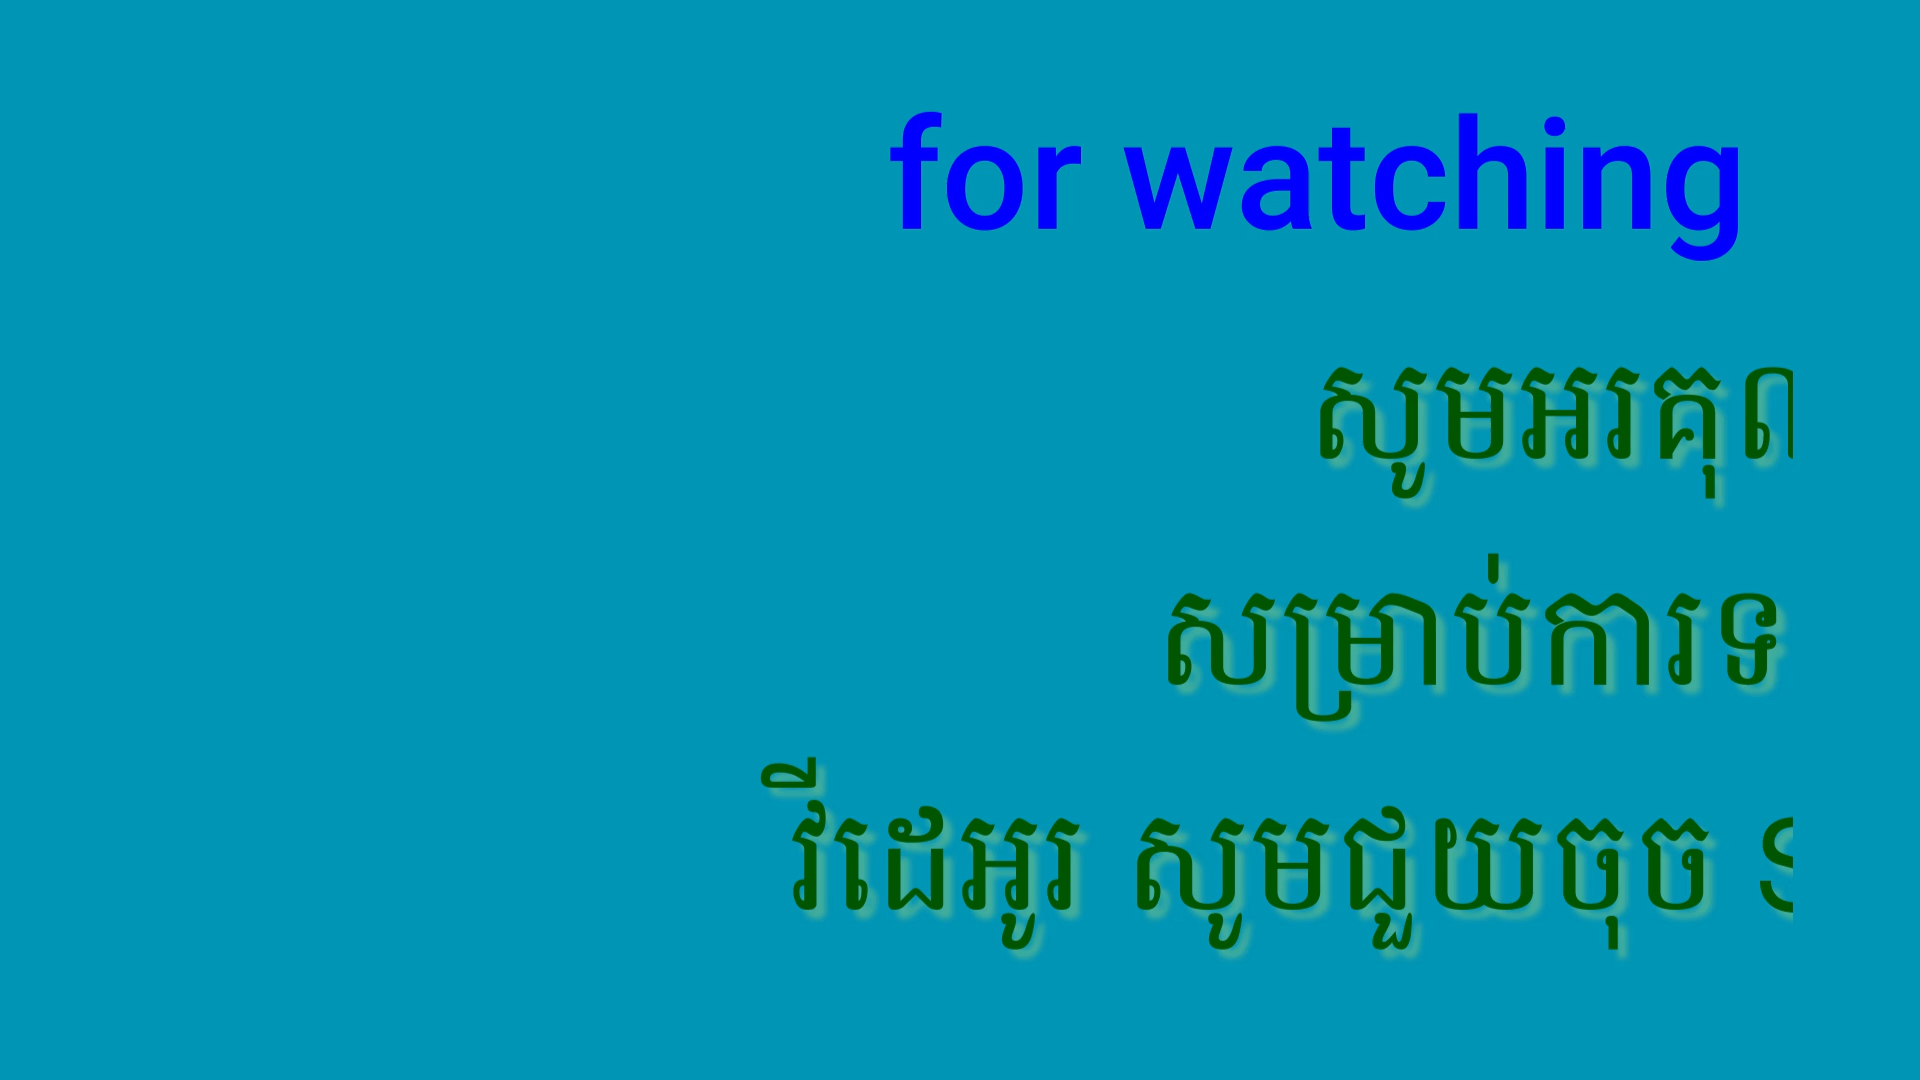 for watching
សូមអរគុ
សម្រាប់ការទ
វីដេអូរ សូមជួយចុច